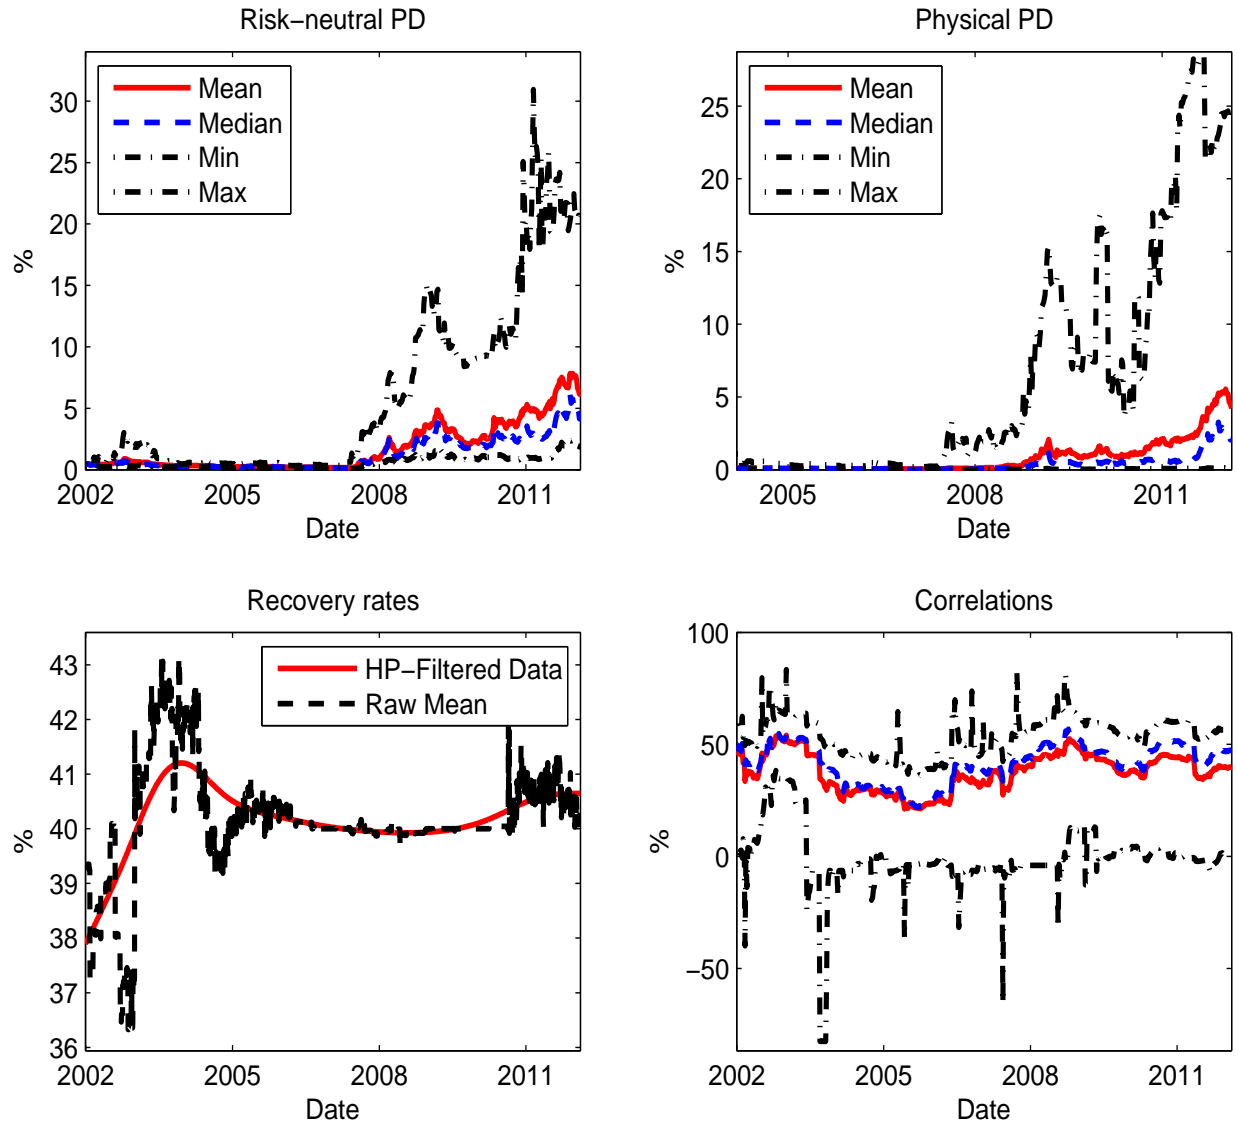 Risk−neutral PD
30
25
20
15
10
5
0
%
Mean
Median
Min
Max
2002
2005
2008
2011
Date
Physical PD
25
20
15
10
5
0
%
Mean
Median
Min
Max
2005
2008
2011
Date
Recovery rates
43
42
41
40
39
38
37
36
%
HP−Filtered Data
Raw Mean
2002
2005
2008
2011
Date
Correlations
100
50
0
−50
%
2002
2005
2008
2011
Date